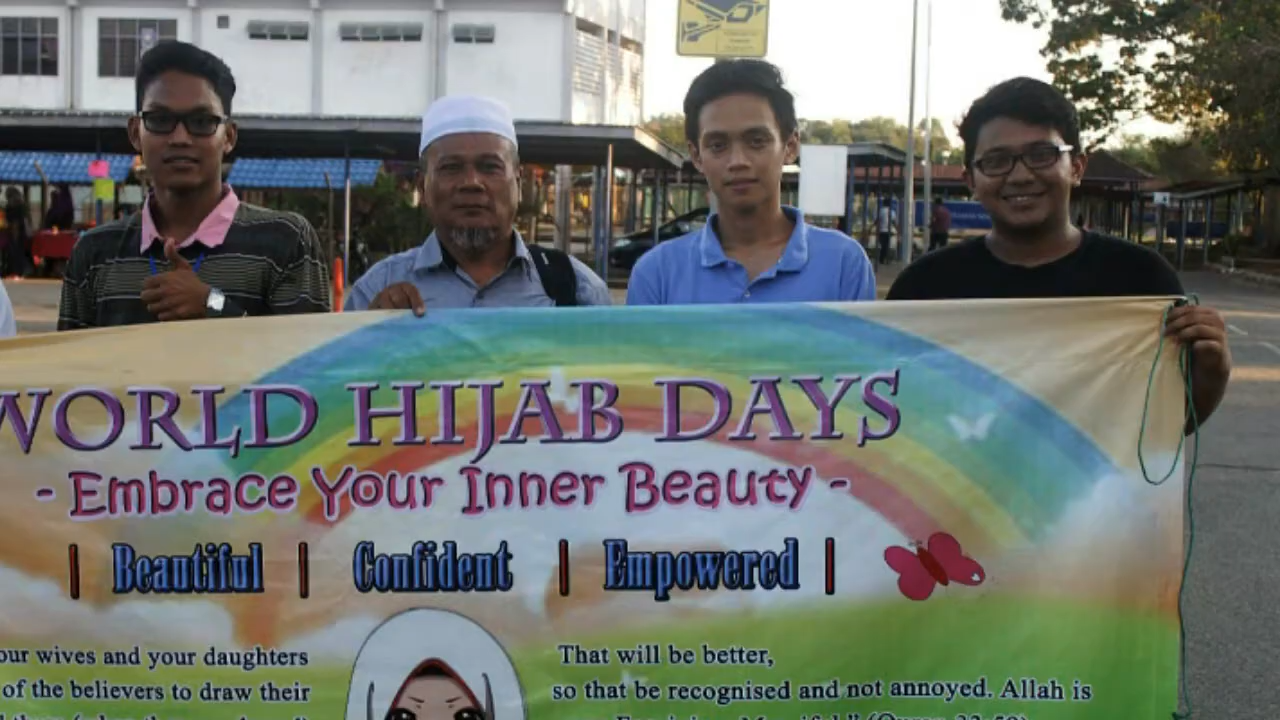 WORLD HIJAB DAYS
- Embrace Your Inner Beauty -
| Beautiful | Confident | Empowered |
our wives and your daughters
of the believers to draw their
That will be better,
so that be recognised and not annoyed. Allah is